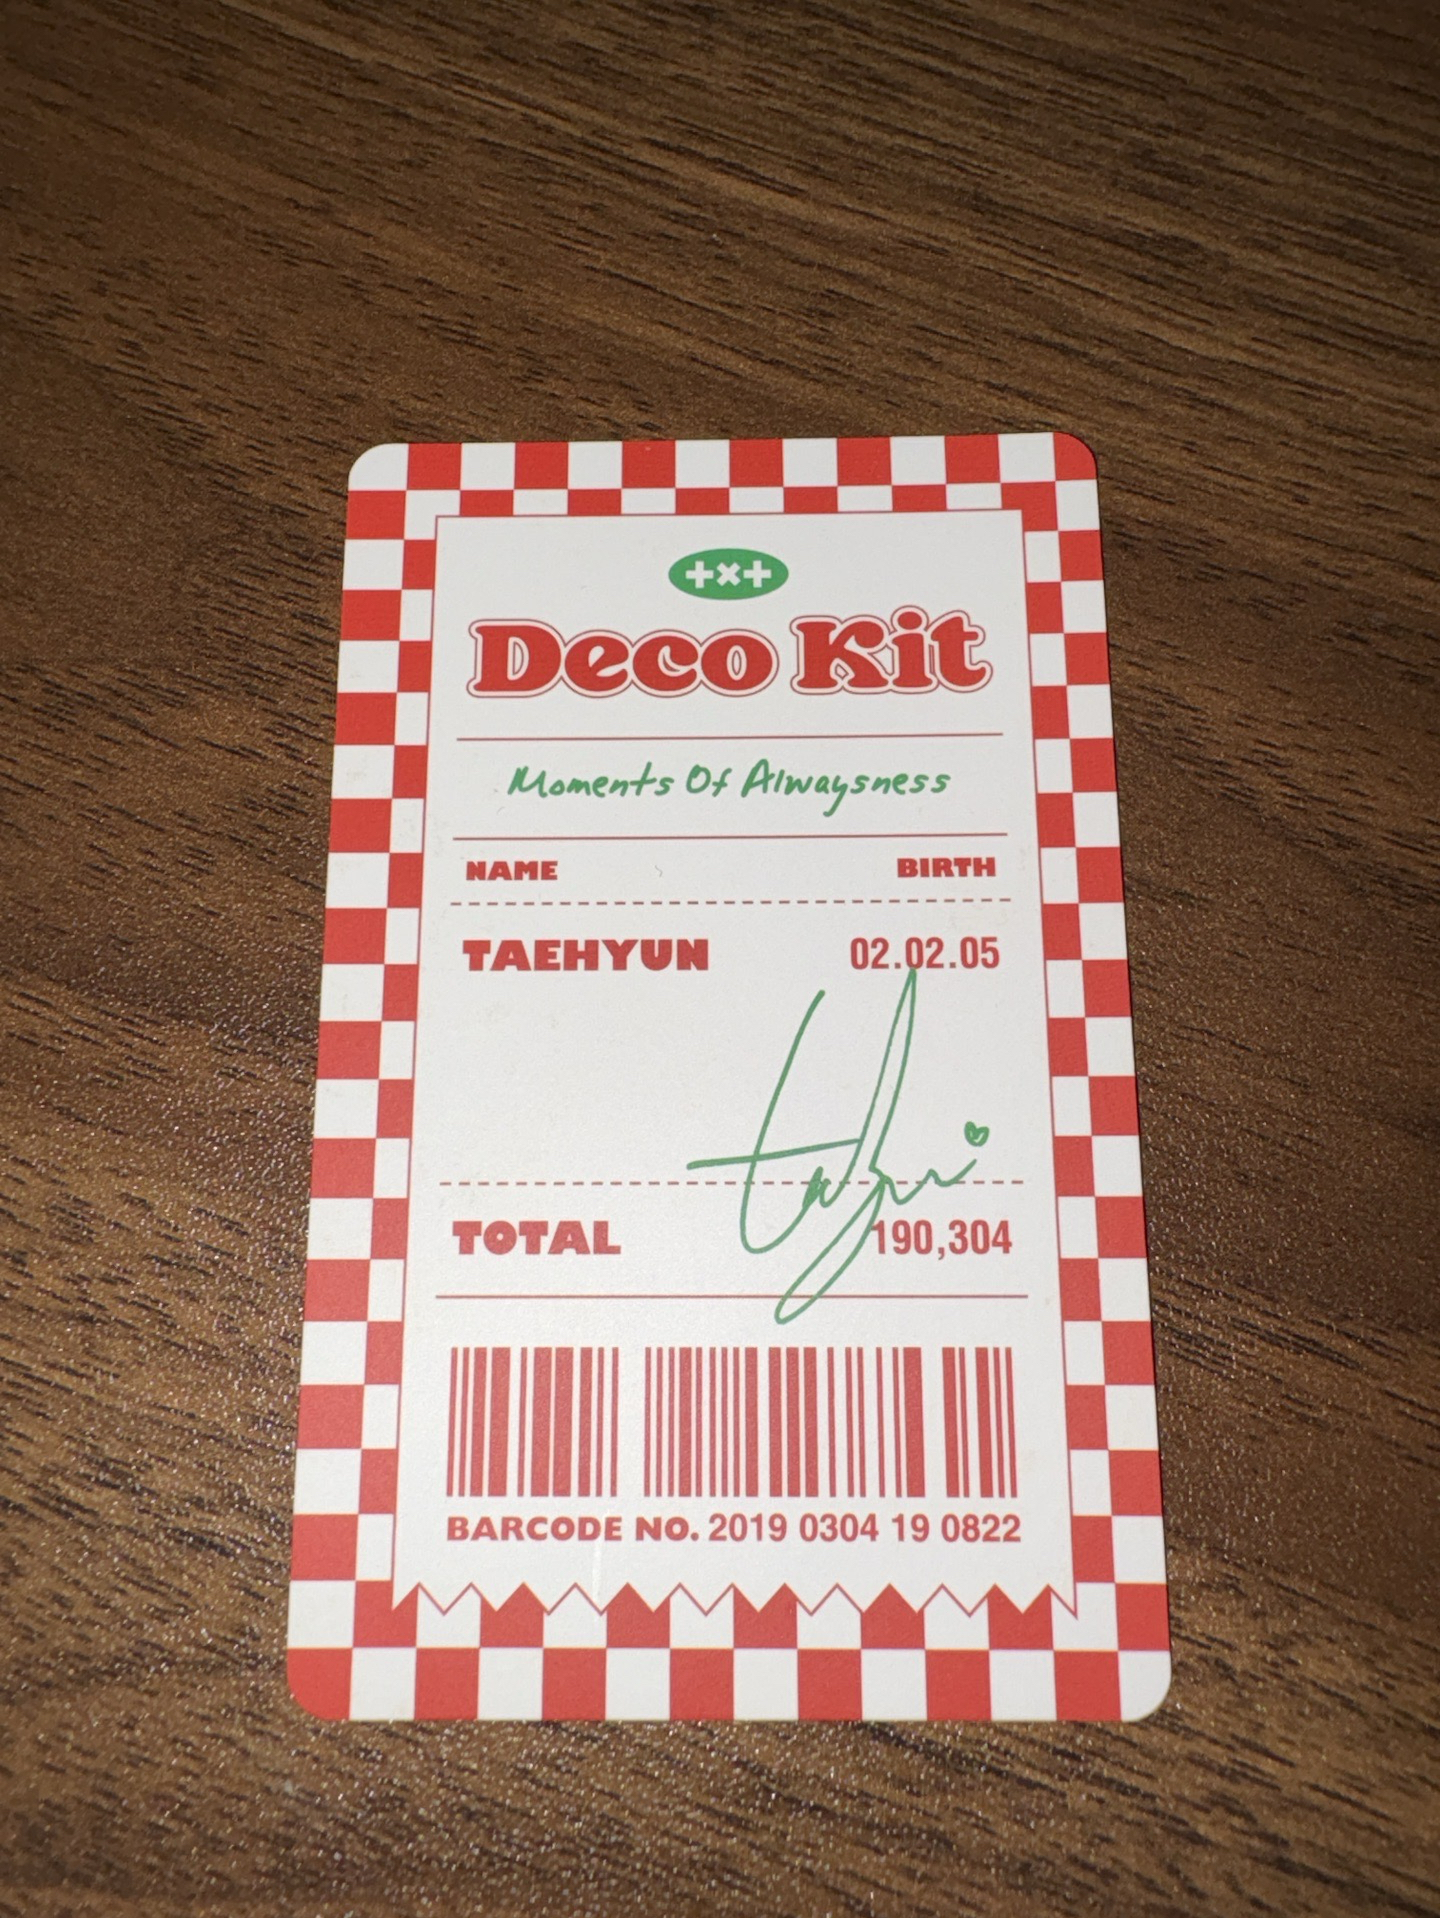 +x+
Deco Kit
Moments Of Alwaysness
NAME BIRTH
TAEHYUN 02.02.05
TOTAL 190,304
BARCODE NO. 2019 0304 19 0822